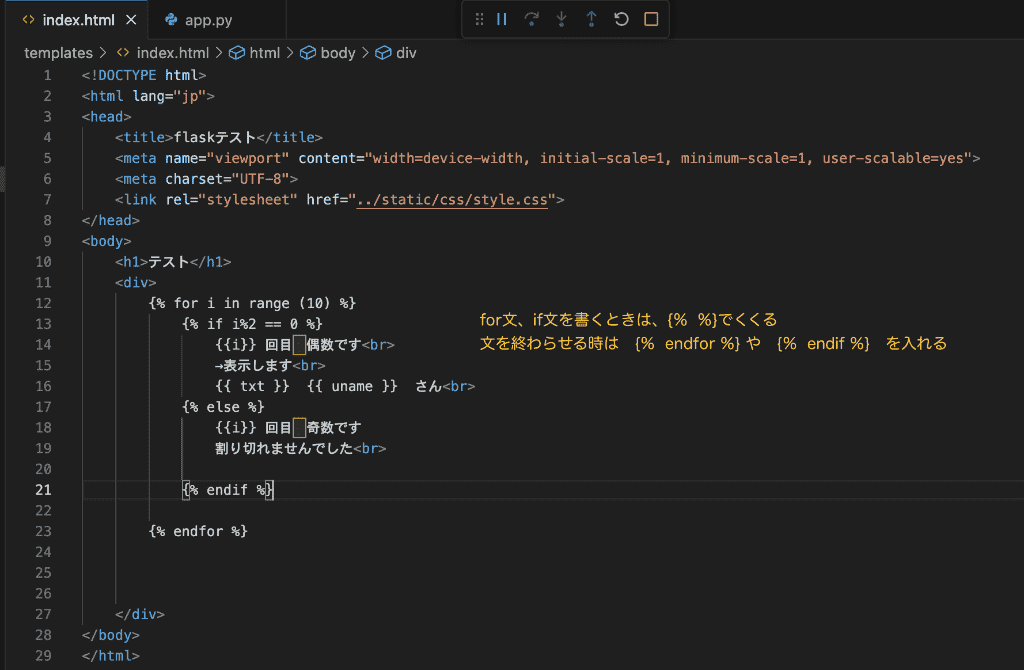 index.html
app.py
templates > index.html > html > body > div
1 <!DOCTYPE html>
2 <html lang="jp">
3 <head>
4 <title>flaskテスト</title>
5 <meta name="viewport" content="width=device-width, initial-scale=1, minimum-scale=1, user-scalable=yes">
6 <meta charset="UTF-8">
7 <link rel="stylesheet" href="../static/css/style.css">
8 </head>
9 <body>
10 <h1>テスト</h1>
11 <div>
12 {% for i in range (10) %}
13 {% if i%2 == 0 %}
for文、if文を書くときは、{% %}でくくる
14 {{i}} 回目　偶数です<br>
文を終わらせる時は　{% endfor %} や　{% endif %}　を入れる
15 →表示します<br>
16 {{ txt }}  {{ uname }}  さん<br>
17 {% else %}
18 {{i}} 回目　奇数です
19 割り切れませんでした<br>
20
21 {% endif %}
22
23 {% endfor %}
24
25
26
27 </div>
28 </body>
29 </html>